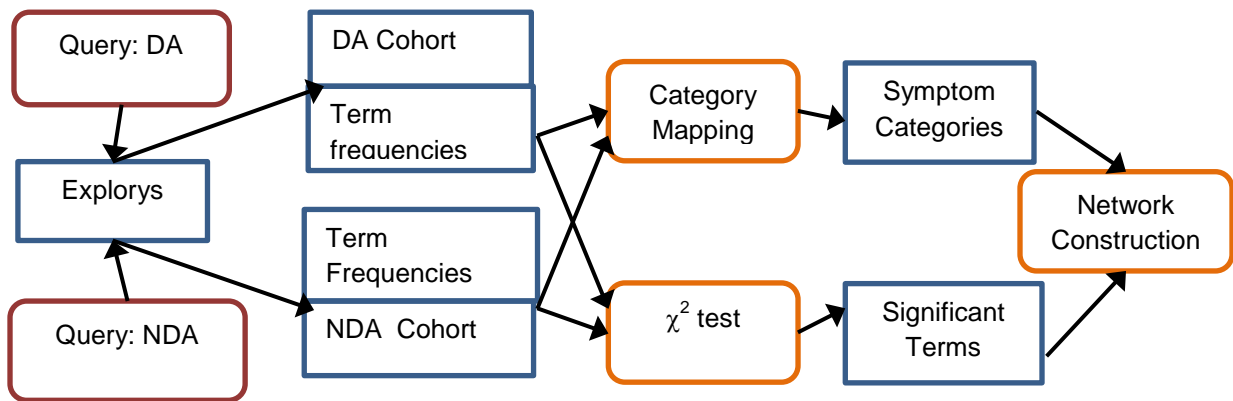 Query: DA
DA Cohort
Term
frequencies
Category
Mapping
Symptom
Categories
Explorys
Network
Construction
Term
Frequencies
NDA Cohort
Query: NDA
χ² test
Significant
Terms